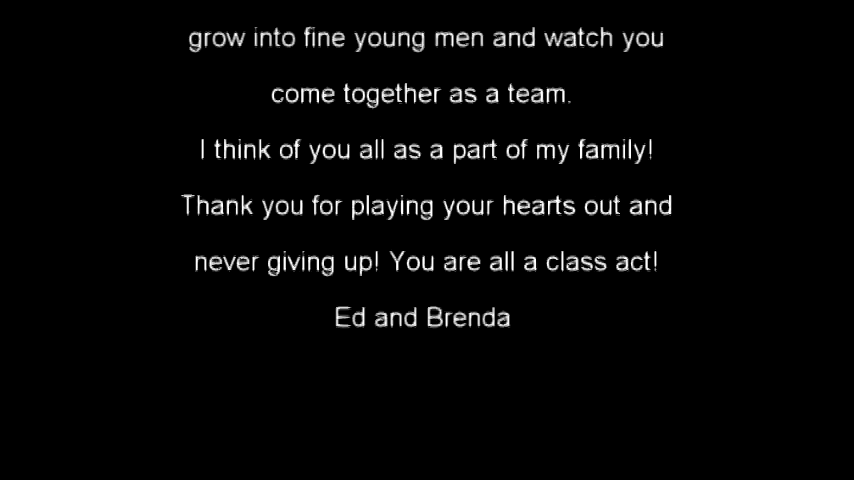 grow into fine young men and watch you
come together as a team.
I think of you all as a part of my family!
Thank you for playing your hearts out and
never giving up! You are all a class act!
Ed and Brenda